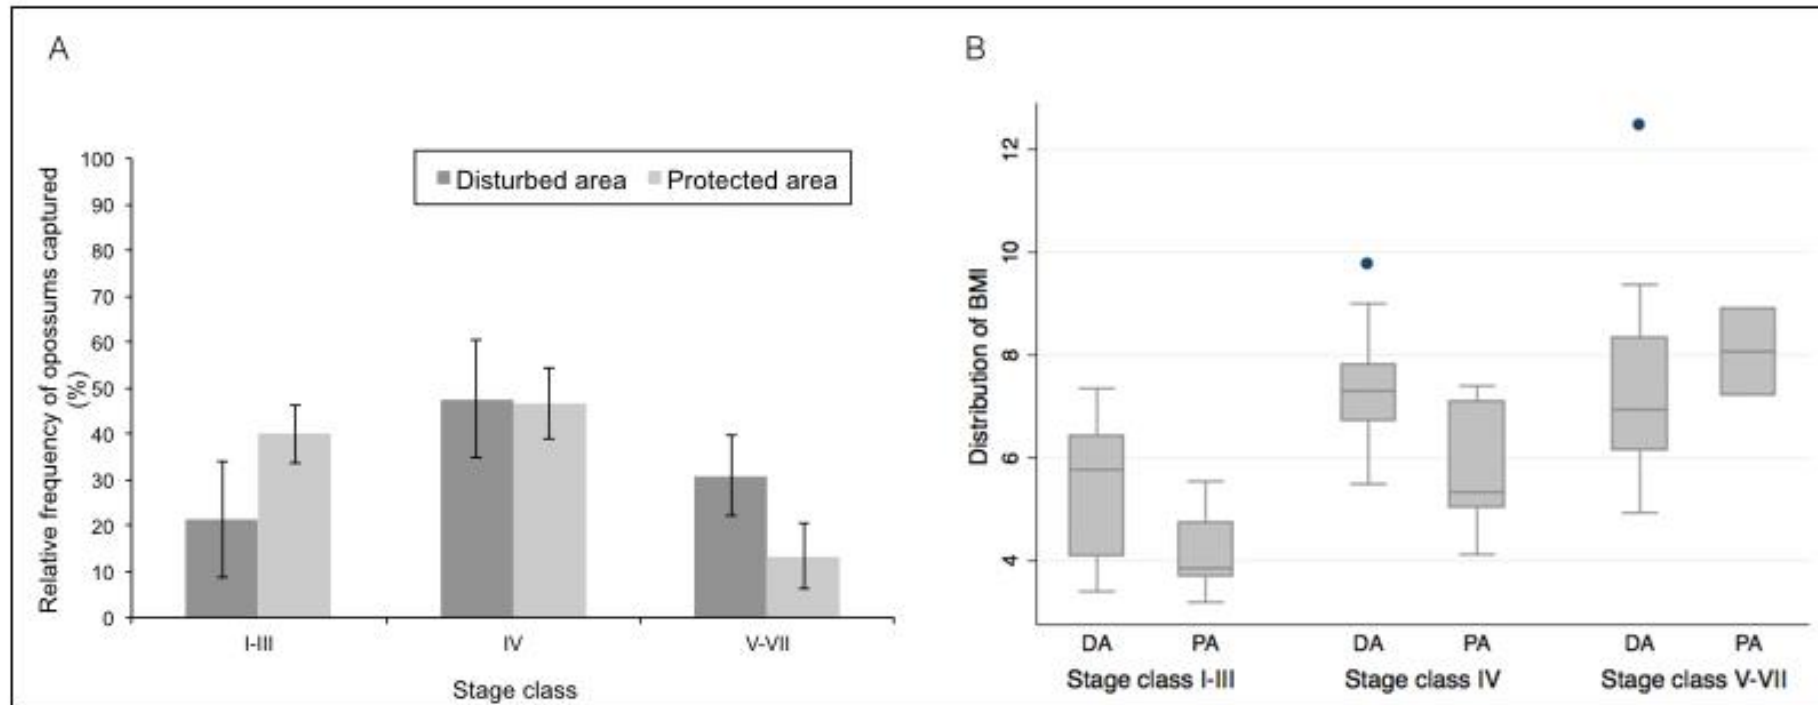 A
Relative frequency of opossums captured
(%)
100
90
80
70
60
50
40
30
20
10
0
Disturbed area Protected area
I-III IV V-VII
Stage class
B
Distribution of BMI
12
10
8
6
4
DA PA DA PA DA PA
Stage class I-III Stage class IV Stage class V-VII